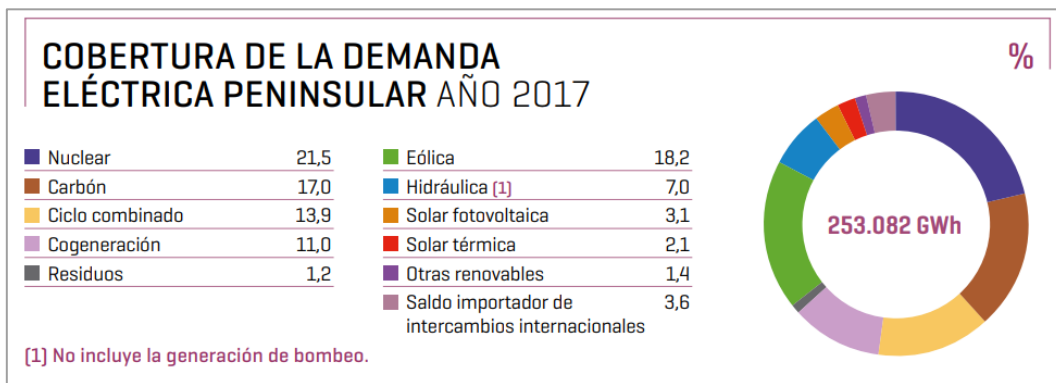 COBERTURA DE LA DEMANDA
ELÉCTRICA PENINSULAR AÑO 2017
%
Nuclear 21,5
Carbón 17,0
Ciclo combinado 13,9
Cogeneración 11,0
Residuos 1,2
Eólica 18,2
Hidráulica (1) 7,0
Solar fotovoltaica 3,1
Solar térmica 2,1
Otras renovables 1,4
Saldo importador de 3,6
intercambios internacionales
253.082 GWh
(1) No incluye la generación de bombeo.